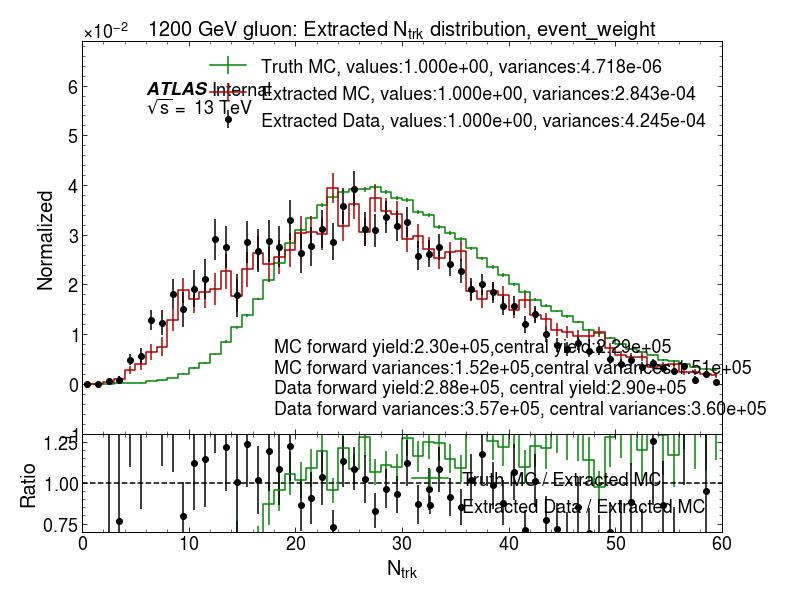 ×10⁻² 1200 GeV gluon: Extracted Ntrk distribution, event_weight
Truth MC, values:1.000e+00, variances:4.718e-06
ATLAS Internal
Extracted MC, values:1.000e+00, variances:2.843e-04
√s = 13 TeV
Extracted Data, values:1.000e+00, variances:4.245e-04
6
5
4
3
2
1
0
Normalized
MC forward yield:2.30e+05,central yield:2.29e+05
MC forward variances:1.52e+05,central variances:1.51e+05
Data forward yield:2.88e+05, central yield:2.90e+05
Data forward variances:3.57e+05, central variances:3.60e+05
1.25
1.00
0.75
Ratio
Truth MC / Extracted MC
Extracted Data / Extracted MC
0 10 20 30 40 50 60
Ntrk